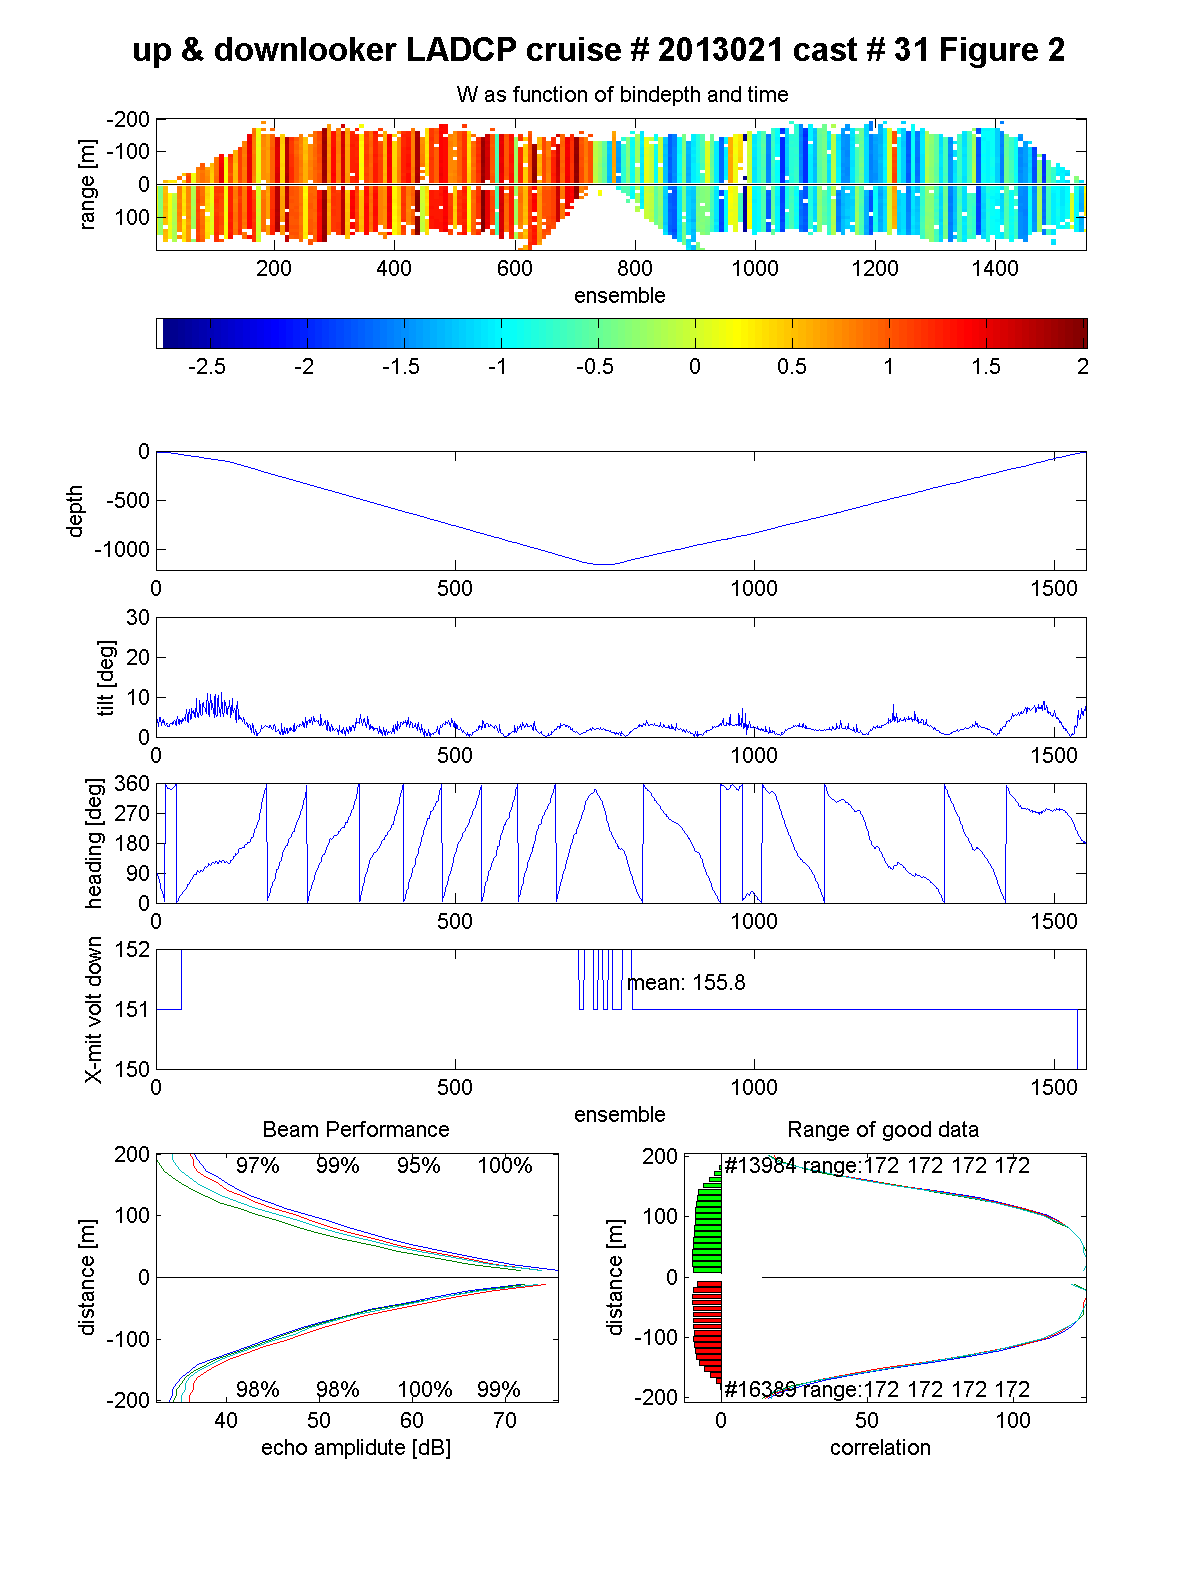 up & downlooker LADCP cruise # 2013021 cast # 31 Figure 2
W as function of bindepth and time
range [m]
-200
-100
0
100
200 400 600 800 1000 1200 1400
ensemble
-2.5 -2 -1.5 -1 -0.5 0 0.5 1 1.5 2
depth
0
-500
-1000
0 500 1000 1500
tilt [deg]
30
20
10
0
0 500 1000 1500
heading [deg]
360
270
180
90
0
0 500 1000 1500
X-mit volt down
152
151
150
mean: 155.8
0 500 1000 1500
ensemble
Beam Performance
distance [m]
200
100
0
-100
-200
97% 99% 95% 100%
98% 98% 100% 99%
40 50 60 70
echo amplidute [dB]
Range of good data
distance [m]
200
100
0
-100
-200
#13984 range:172 172 172 172
#16389 range:172 172 172 172
0 50 100
correlation